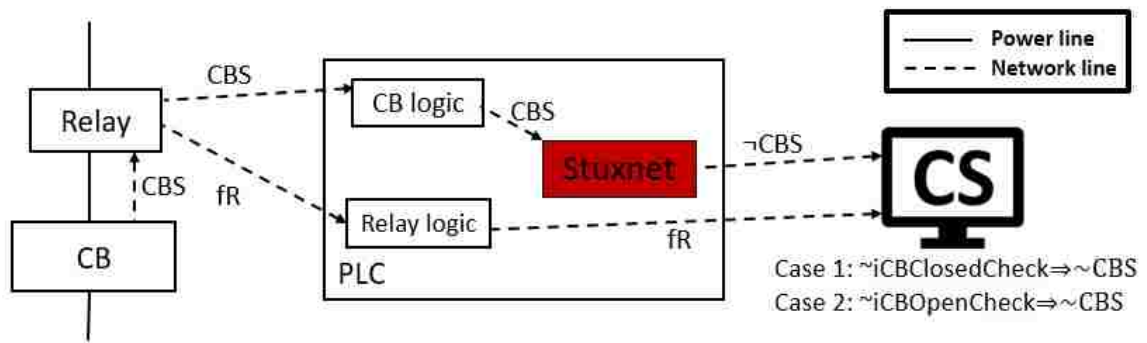 Power line
Network line
CBS
Relay
CB logic
CBS
Stuxnet
¬CBS
CS
CBS
fR
Relay logic
fR
CB
PLC
Case 1: ~iCBClosedCheck⇒~CBS
Case 2: ~iCBOpenCheck⇒~CBS